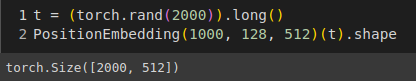 1 t = (torch.rand(2000)).long()
2 PositionEmbedding(1000, 128, 512)(t).shape
torch.Size([2000, 512])